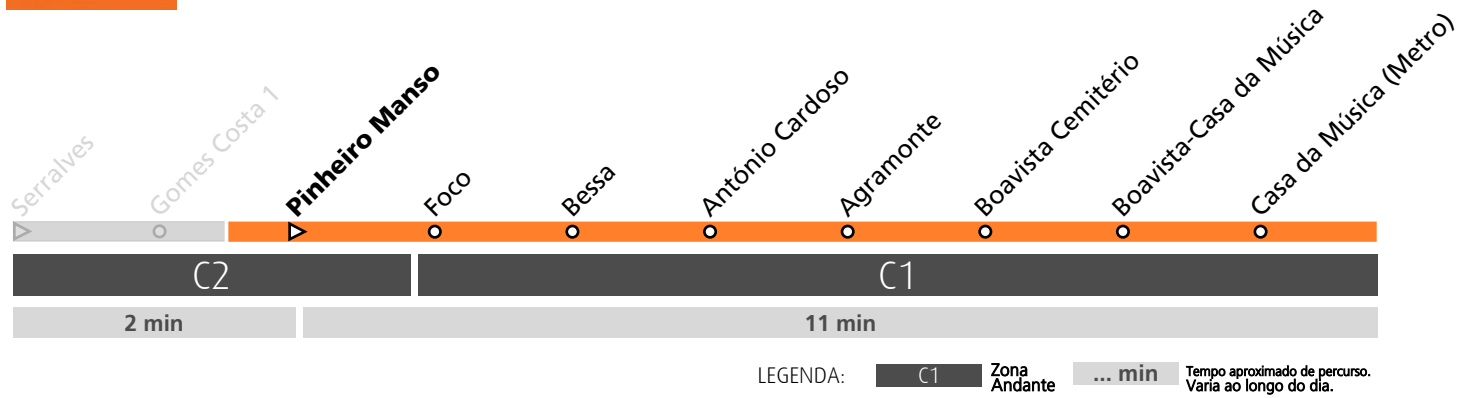 Serralves
Gomes Costa 1
Pinheiro Manso
Foco
Bessa
António Cardoso
Agramonte
Boavista Cemitério
Boavista-Casa da Música
Casa da Música (Metro)
C2
C1
2 min
11 min
LEGENDA:
C1
Zona
Andante
... min
Tempo aproximado de percurso.
Varia ao longo do dia.